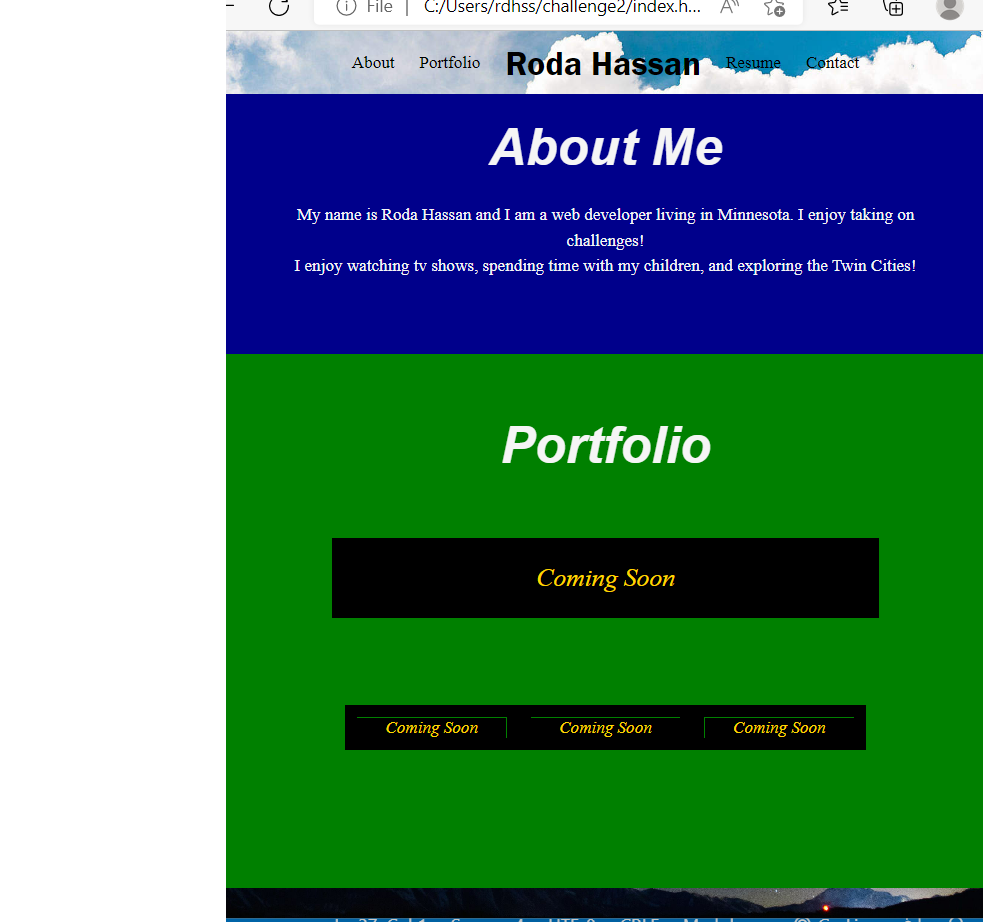 File | C:/Users/rdhss/challenge2/index.h...
About Portfolio Roda Hassan Resume Contact
About Me
My name is Roda Hassan and I am a web developer living in Minnesota. I enjoy taking on
challenges!
I enjoy watching tv shows, spending time with my children, and exploring the Twin Cities!
Portfolio
Coming Soon
Coming Soon Coming Soon Coming Soon